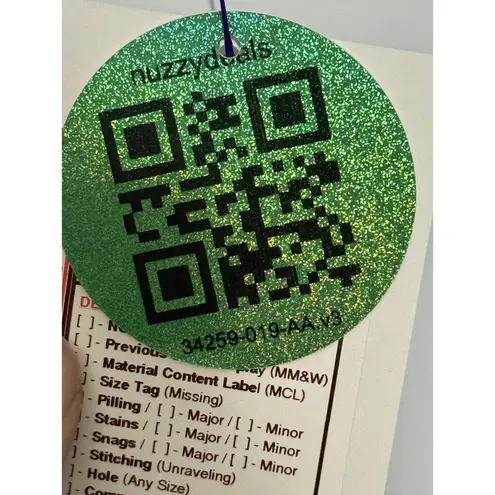 nuzzydeals
34259-019-AA.v3
[ ]- Previous (MM&W)
]- Material Content Label (MCL)
]- Size Tag (Missing)
]- Pilling / [ ]- Major / [ ]- Minor
]- Stains / [ ]- Major / [ ]- Minor
]- Snags / [ ]- Major / [ ]- Minor
]- Stitching (Unraveling)
]- Hole (Any Size)